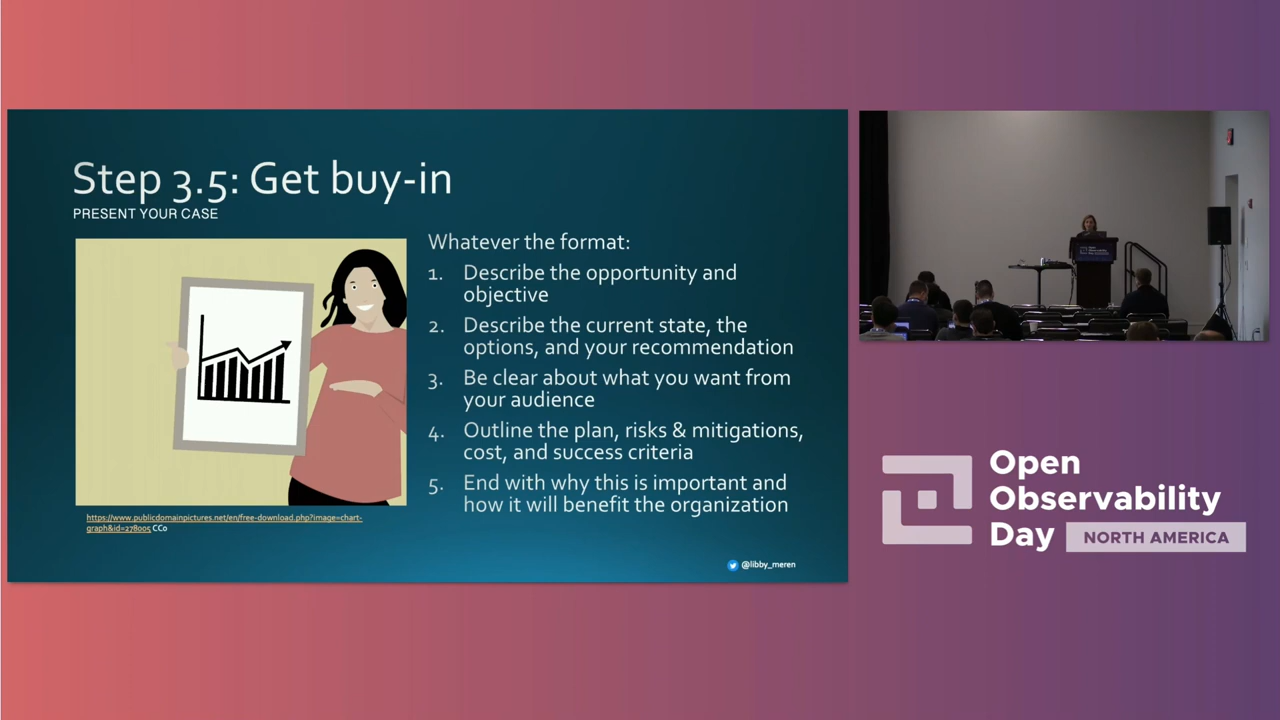 Step 3.5: Get buy-in
PRESENT YOUR CASE
Whatever the format:
1. Describe the opportunity and
objective
2. Describe the current state, the
options, and your recommendation
3. Be clear about what you want from
your audience
4. Outline the plan, risks & mitigations,
cost, and success criteria
5. End with why this is important and
how it will benefit the organization
https://www.publicdomainpictures.net/en/free-download.php?image=chart-
graph&id=278005 CC0
@libby_meren
Open
Observability
Day NORTH AMERICA